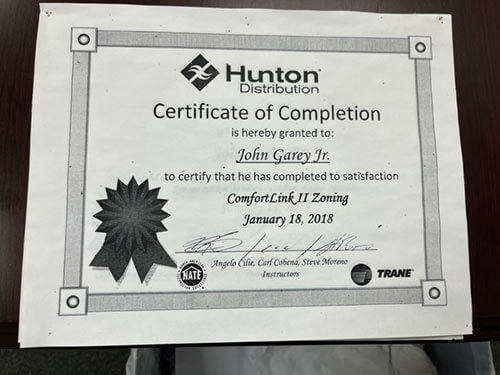 Hunton®
Distribution
Certificate of Completion
is hereby granted to:
John Garey Jr.
to certify that he has completed to satisfaction
ComfortLink II Zoning
January 18, 2018
Angelo Cilie, Carl Cobena, Steve Moreno
Instructors
NATE
TRANE